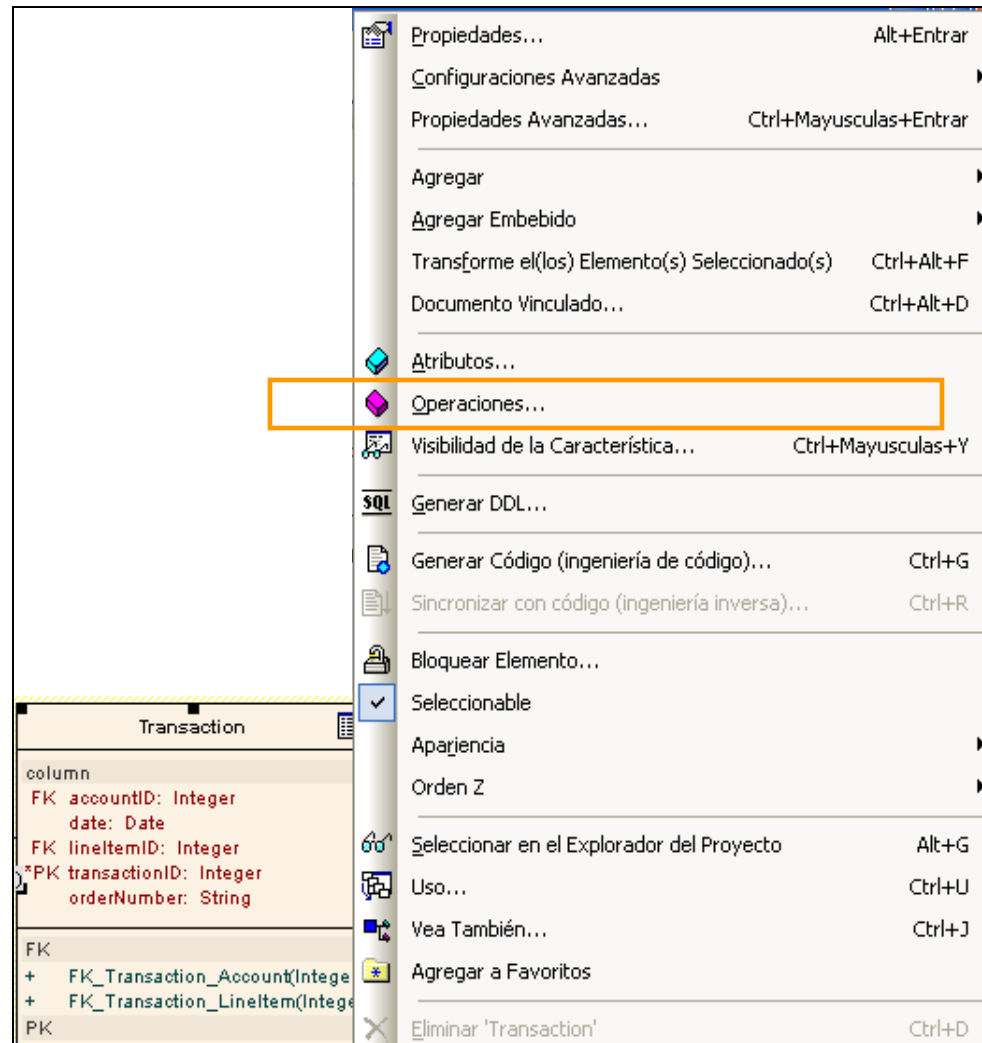 Propiedades... Alt+Entrar
Configuraciones Avanzadas
Propiedades Avanzadas... Ctrl+Mayusculas+Entrar
Agregar
Agregar Embebido
Transforme el(los) Elemento(s) Seleccionado(s) Ctrl+Alt+F
Documento Vinculado... Ctrl+Alt+D
Atributos...
Operaciones...
Visibilidad de la Característica... Ctrl+Mayusculas+Y
SQL Generar DDL...
Generar Código (ingeniería de código)... Ctrl+G
Sincronizar con código (ingeniería inversa)... Ctrl+R
Bloquear Elemento...
Seleccionable
Apariencia
Orden Z
Seleccionar en el Explorador del Proyecto Alt+G
Uso... Ctrl+U
Vea También... Ctrl+J
Agregar a Favoritos
Eliminar 'Transaction' Ctrl+D
Transaction
column
FK accountID: Integer
date: Date
FK lineItemID: Integer
*PK transactionID: Integer
orderNumber: String
FK
+ FK_Transaction_Account(Intege
+ FK_Transaction_LineItem(Intege
PK